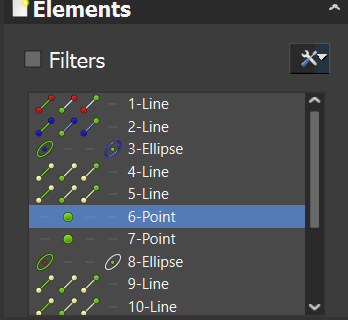 Elements
Filters
1-Line
2-Line
3-Ellipse
4-Line
5-Line
6-Point
7-Point
8-Ellipse
9-Line
10-Line